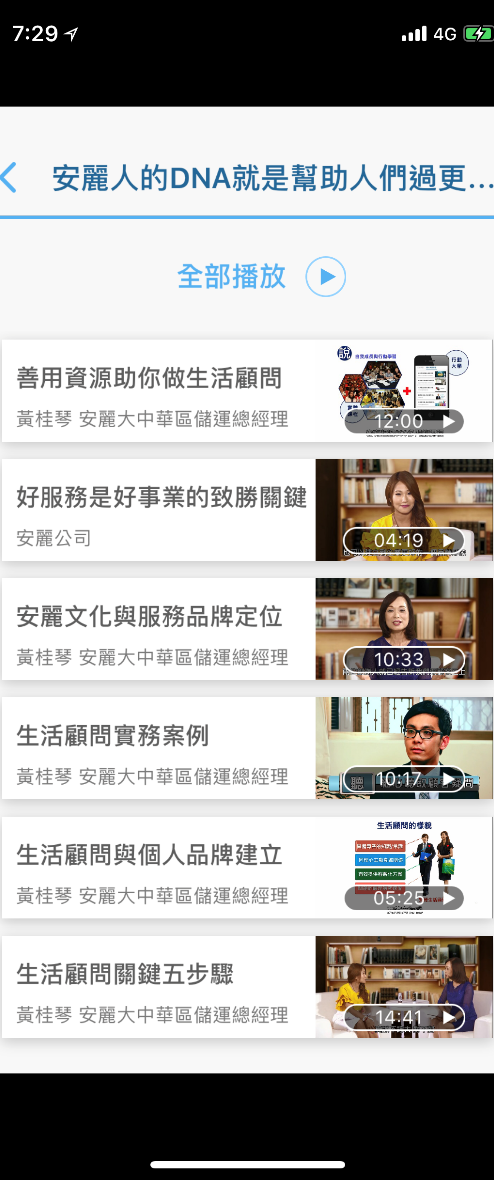 7:29
4G
安麗人的DNA就是幫助人們過更...
全部播放
善用資源助你做生活顧問
黃桂琴 安麗大中華區儲運總經理
說
行動
12:00
好服務是好事業的致勝關鍵
安麗公司
04:19
安麗文化與服務品牌定位
黃桂琴 安麗大中華區儲運總經理
10:33
生活顧問實務案例
黃桂琴 安麗大中華區儲運總經理
聽
10:17
生活顧問與個人品牌建立
黃桂琴 安麗大中華區儲運總經理
生活顧問的樣貌
05:25
生活顧問關鍵五步驟
黃桂琴 安麗大中華區儲運總經理
14:41